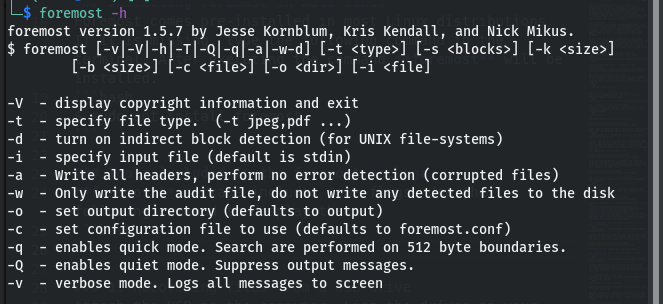 $ foremost -h
foremost version 1.5.7 by Jesse Kornblum, Kris Kendall, and Nick Mikus.
$ foremost [-v|-V|-h|-T|-Q|-q|-a|-w-d] [-t <type>] [-s <blocks>] [-k <size>]
[-b <size>] [-c <file>] [-o <dir>] [-i <file]
-V - display copyright information and exit
-t - specify file type. (-t jpeg,pdf ...)
-d - turn on indirect block detection (for UNIX file-systems)
-i - specify input file (default is stdin)
-a - Write all headers, perform no error detection (corrupted files)
-w - Only write the audit file, do not write any detected files to the disk
-o - set output directory (defaults to output)
-c - set configuration file to use (defaults to foremost.conf)
-q - enables quick mode. Search are performed on 512 byte boundaries.
-Q - enables quiet mode. Suppress output messages.
-v - verbose mode. Logs all messages to screen